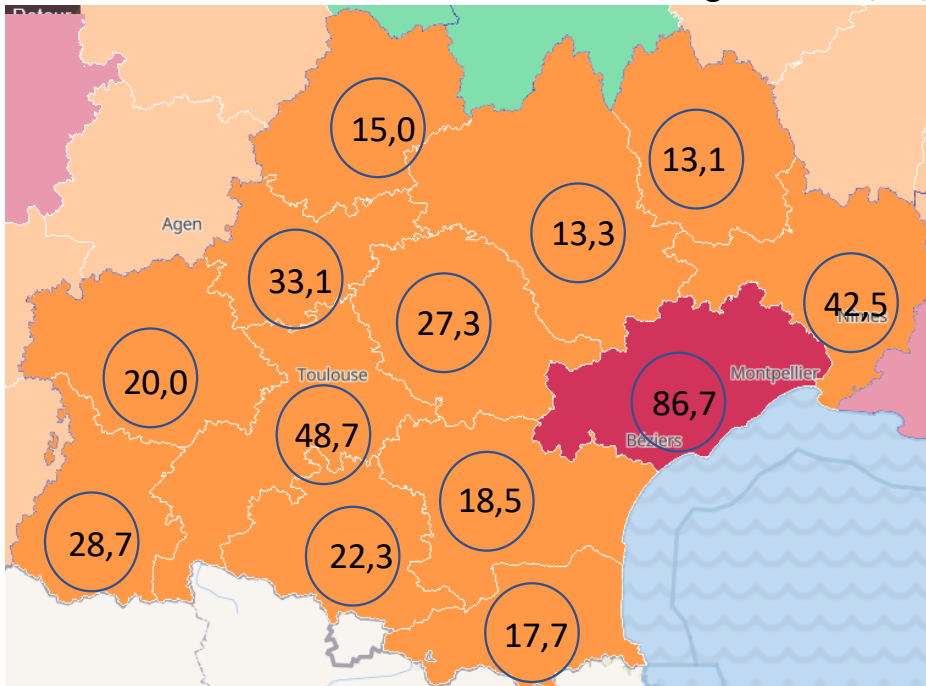 Retour
15,0
13,1
Agen
13,3
33,1
42,5
Nîmes
27,3
Toulouse
Montpellier
20,0
86,7
48,7
Béziers
18,5
28,7
22,3
17,7